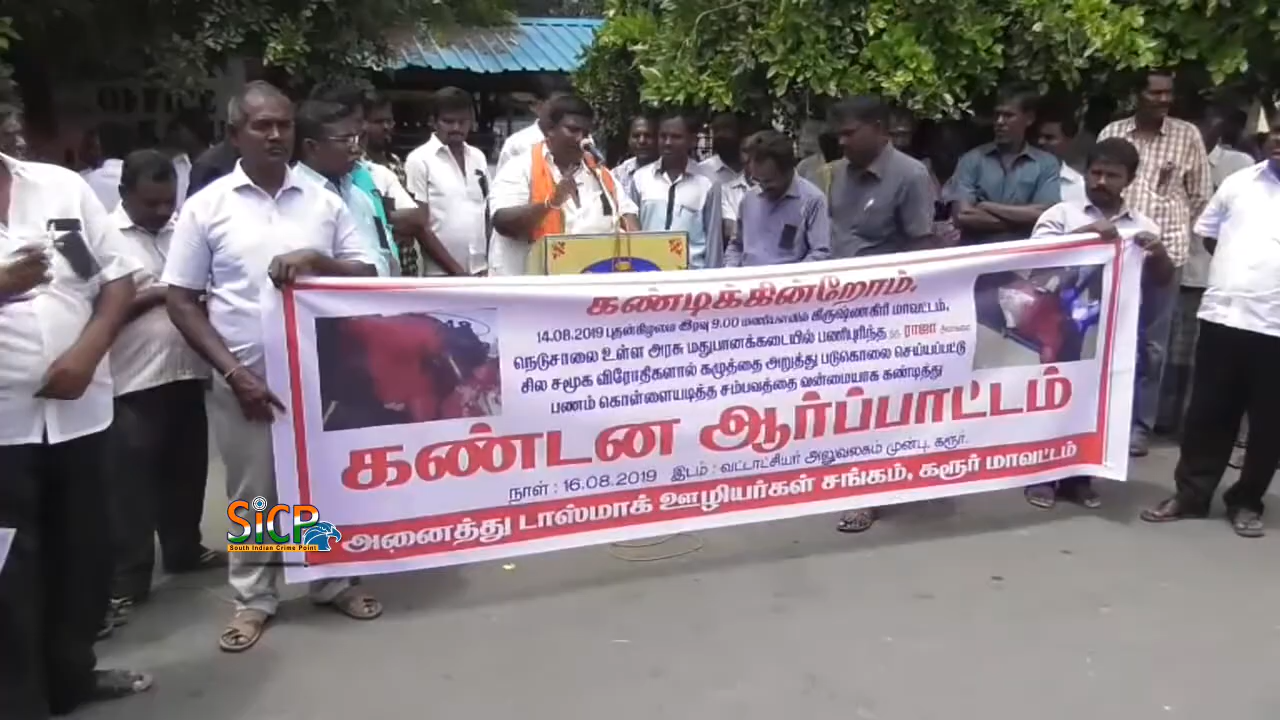 OFFICE
கண்டிக்கின்றோம்.
14.08.2019 புதன்கிழமை இரவு 9.00 மணியளவில் கிருஷ்ணகிரி மாவட்டம்,
நெடுசாலை உள்ள அரசு மதுபானக்கடையில் பணிபுரிந்த ராஜா
சில சமூக விரோதிகளால் கழுத்தை அறுத்து படுகொலை செய்யப்பட்டு
பணம் கொள்ளையடித்த சம்பவத்தை வன்மையாக கண்டித்து
கண்டன ஆர்ப்பாட்டம்
நாள் : 16.08.2019 இடம் : வட்டாட்சியர் அலுவலகம் முன்பு, கரூர்.
அனைத்து டாஸ்மாக் ஊழியர்கள் சங்கம், கரூர் மாவட்டம்
SiCP
South Indian Crime Point